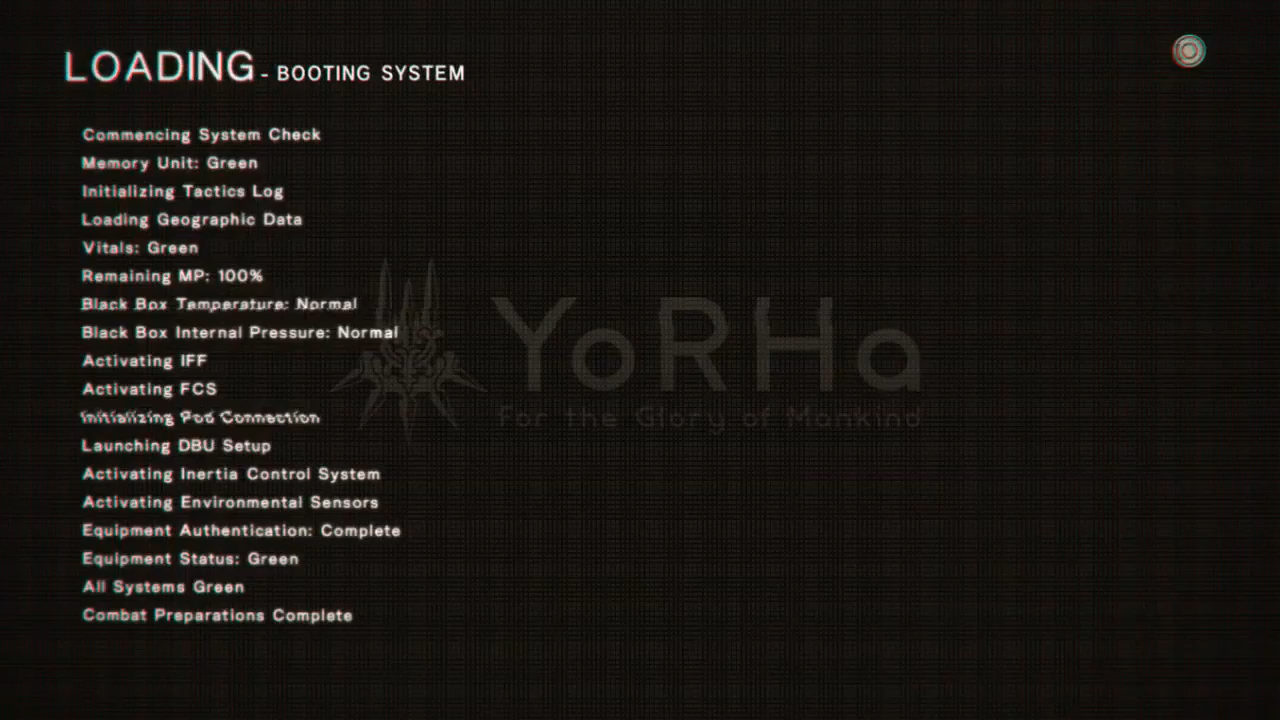 LOADING - BOOTING SYSTEM
Commencing System Check
Memory Unit: Green
Initializing Tactics Log
Loading Geographic Data
Vitals: Green
Remaining MP: 100%
Black Box Temperature: Normal
Black Box Internal Pressure: Normal
Activating IFF
Activating FCS
Initializing Pod Connection
Launching DBU Setup
Activating Inertia Control System
Activating Environmental Sensors
Equipment Authentication: Complete
Equipment Status: Green
All Systems Green
Combat Preparations Complete
YoRHa
For the Glory of Mankind